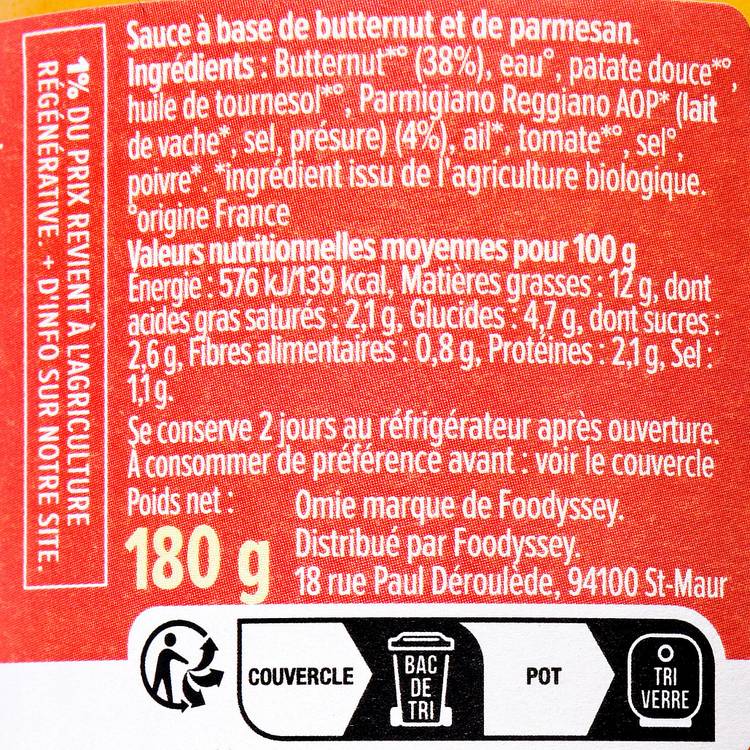 Sauce à base de butternut et de parmesan.
Ingrédients : Butternut*° (38%), eau°, patate douce*°,
huile de tournesol*°, Parmigiano Reggiano AOP* (lait
de vache*, sel, présure) (4%), ail*, tomate*°, sel°,
poivre*. *ingrédient issu de l'agriculture biologique.
°origine France
Valeurs nutritionnelles moyennes pour 100 g
Énergie : 576 kJ/139 kcal, Matières grasses : 12 g, dont
acides gras saturés : 2,1 g, Glucides : 4,7 g, dont sucres :
2,6 g, Fibres alimentaires : 0,8 g, Protéines : 2,1 g, Sel :
1,1 g.
Se conserve 2 jours au réfrigérateur après ouverture.
À consommer de préférence avant : voir le couvercle
Poids net :
180 g
Omie marque de Foodyssey.
Distribué par Foodyssey.
18 rue Paul Déroulède, 94100 St-Maur
1% DU PRIX REVIENT À L'AGRICULTURE
RÉGÉNÉRATIVE. + D'INFO SUR NOTRE SITE.
COUVERCLE
BAC
DE
TRI
POT
TRI
VERRE